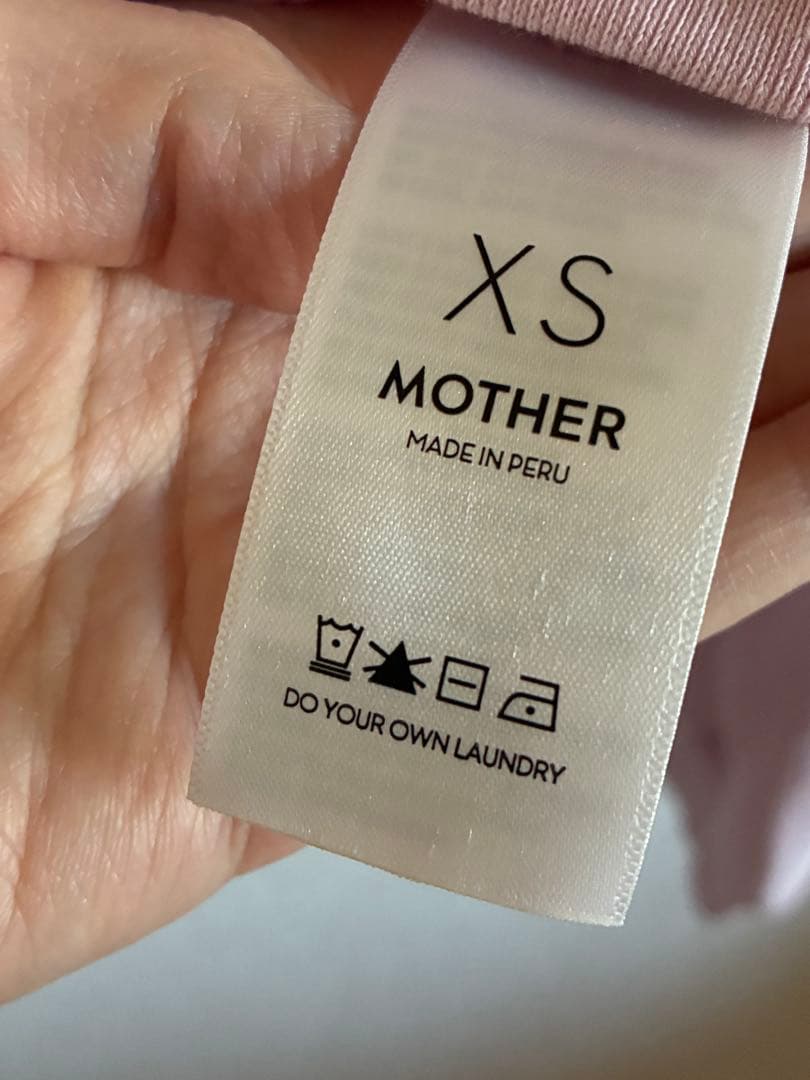 XS
MOTHER
MADE IN PERU
DO YOUR OWN LAUNDRY